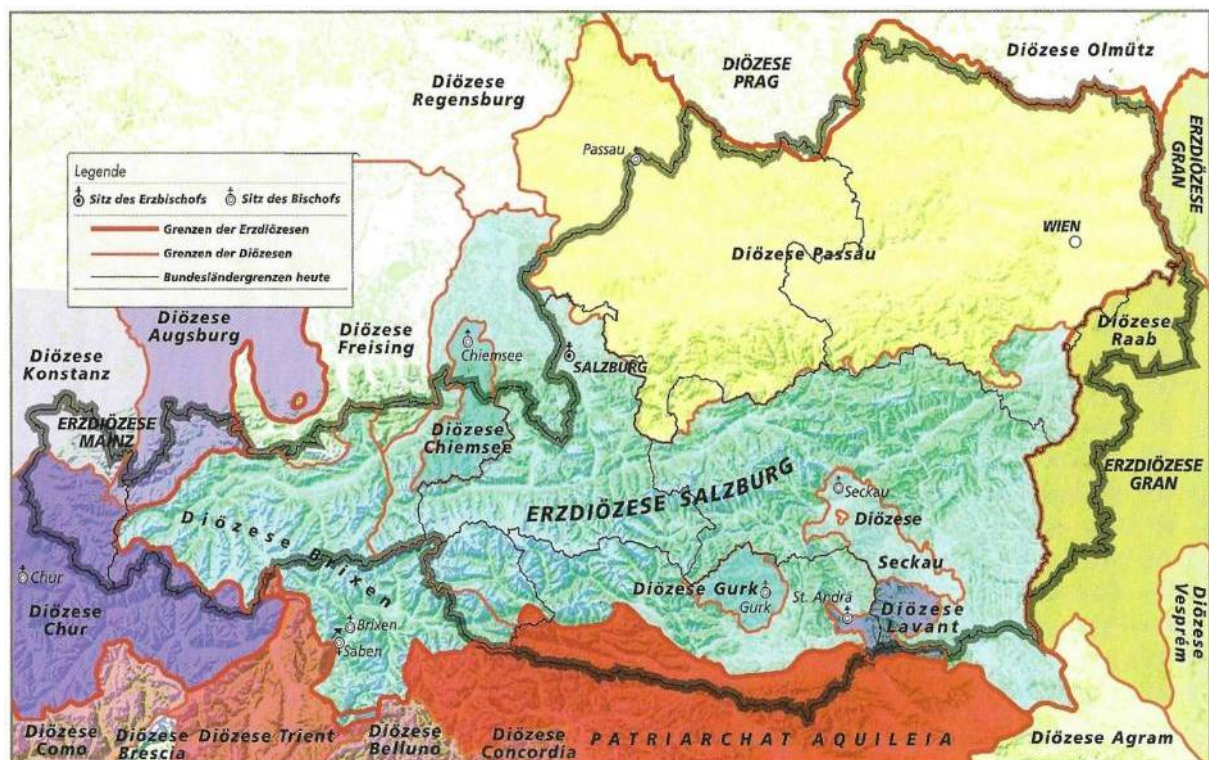 Diözese Olmütz
DIÖZESE
PRAG
Diözese
Regensburg
ERZDIÖZESE
GRAN
Passau
Legende
Sitz des Erzbischofs
Sitz des Bischofs
Grenzen der Erzdiözesen
Grenzen der Diözesen
Bundesländergrenzen heute
WIEN
Diözese Passau
Diözese
Augsburg
Diözese
Freising
Chiemsee
SALZBURG
Diözese
Raab
Diözese
Konstanz
ERZDIÖZESE
MAINZ
Diözese
Chiemsee
ERZDIÖZESE
GRAN
ERZDIÖZESE SALZBURG
Seckau
Diözese
Seckau
Diözese Brixen
Chur
Diözese
Chur
Diözese Gurk
Gurk
St. Andrä
Diözese
Lavant
Diözese
Vesprém
Brixen
Saben
Diözese
Como
Diözese
Brescia
Diözese Trient
Diözese
Belluno
Diözese
Concordia
PATRIARCHAT AQUILEIA
Diözese Agram